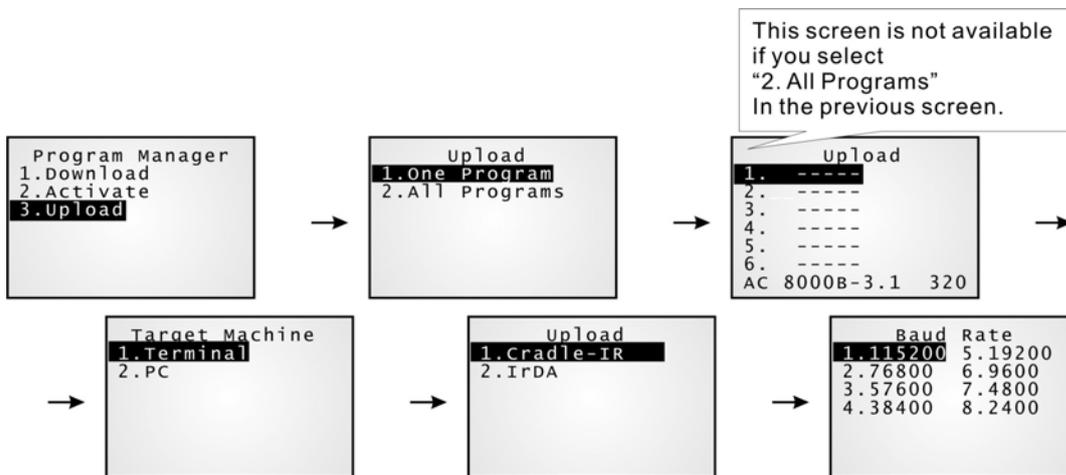 This screen is not available
if you select
“2. All Programs”
In the previous screen.
Program Manager
1.Download
2.Activate
3.Upload
Upload
1.One Program
2.All Programs
Upload
1. -----
2. -----
3. -----
4. -----
5. -----
6. -----
AC 8000B-3.1 320
Target Machine
1.Terminal
2.PC
Upload
1.Cradle-IR
2.IrDA
Baud Rate
1.115200 5.19200
2.76800 6.9600
3.57600 7.4800
4.38400 8.2400